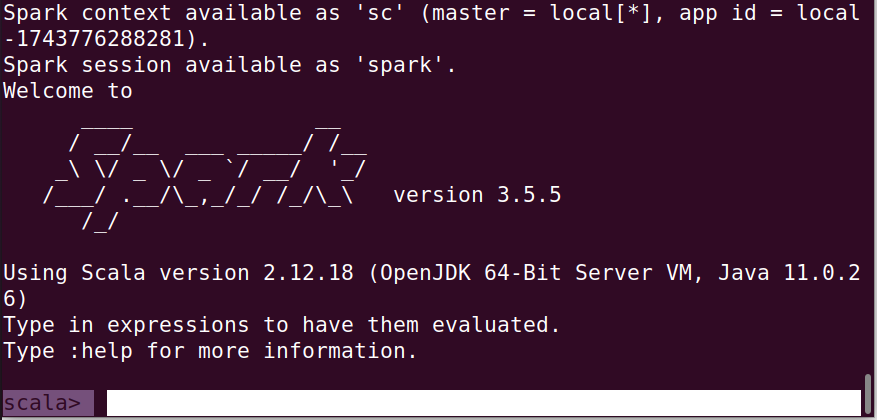 Spark context available as 'sc' (master = local[*], app id = local
-1743776288281).
Spark session available as 'spark'.
Welcome to
      ____              __
     / __/__  ___ _____/ /__
    _\ \/ _ \/ _ `/ __/  '_/
   /___/ .__/\_,_/_/ /_/\_\   version 3.5.5
      /_/
Using Scala version 2.12.18 (OpenJDK 64-Bit Server VM, Java 11.0.2
6)
Type in expressions to have them evaluated.
Type :help for more information.
scala>